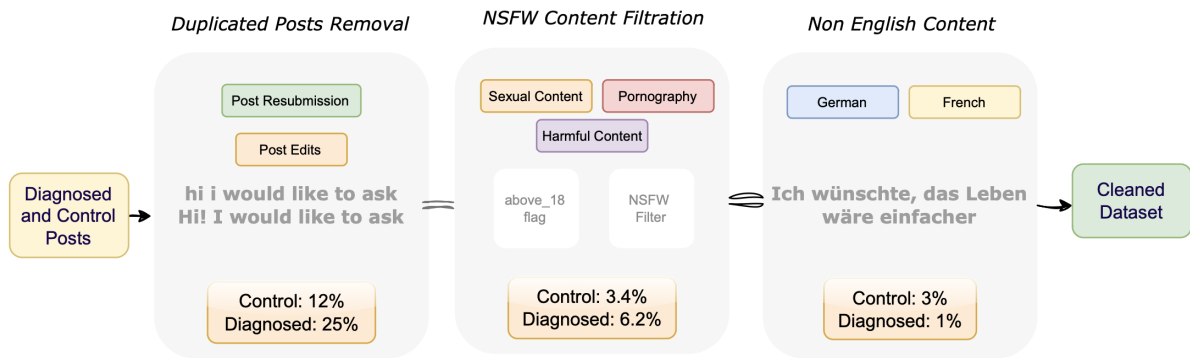 Duplicated Posts Removal
NSFW Content Filtration
Non English Content
Diagnosed
and Control
Posts
Post Resubmission
Post Edits
hi i would like to ask
Hi! I would like to ask
Control: 12%
Diagnosed: 25%
Sexual Content
Pornography
Harmful Content
above_18
flag
NSFW
Filter
Control: 3.4%
Diagnosed: 6.2%
German
French
Ich wünschte, das Leben
wäre einfacher
Control: 3%
Diagnosed: 1%
Cleaned
Dataset